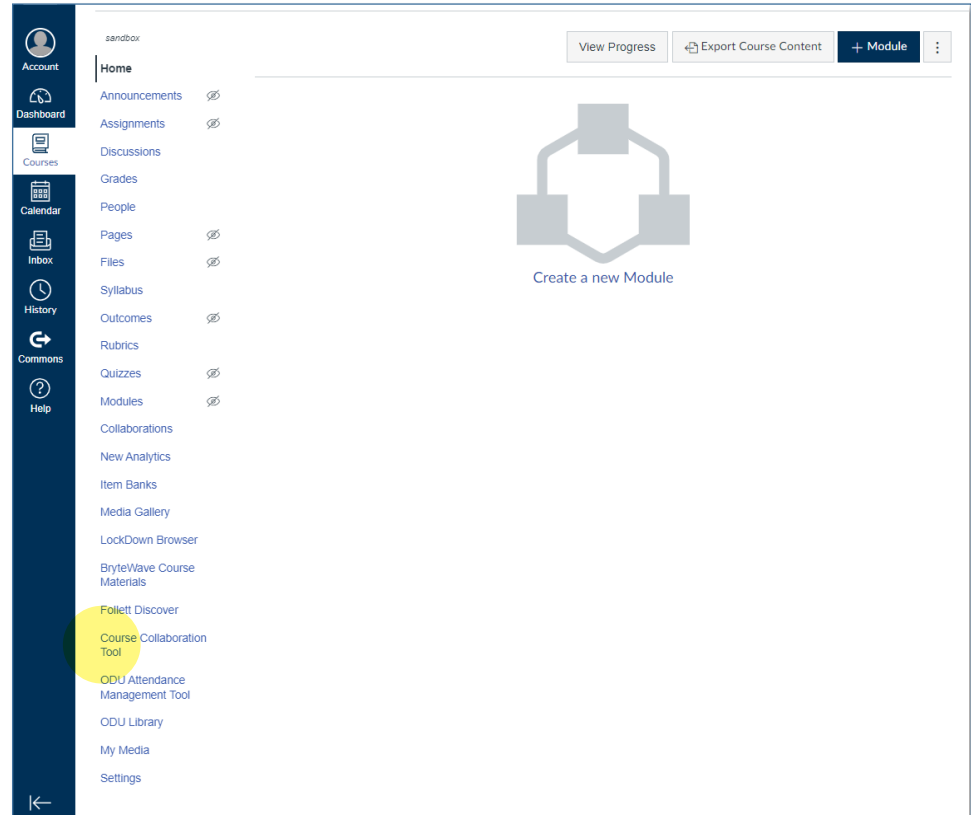 Account
Dashboard
Courses
Calendar
Inbox
History
Commons
Help
sandbox
Home
Announcements
Assignments
Discussions
Grades
People
Pages
Files
Syllabus
Outcomes
Rubrics
Quizzes
Modules
Collaborations
New Analytics
Item Banks
Media Gallery
LockDown Browser
BryteWave Course
Materials
Follett Discover
Course Collaboration
Tool
ODU Attendance
Management Tool
ODU Library
My Media
Settings
View Progress
Export Course Content
+ Module
Create a new Module